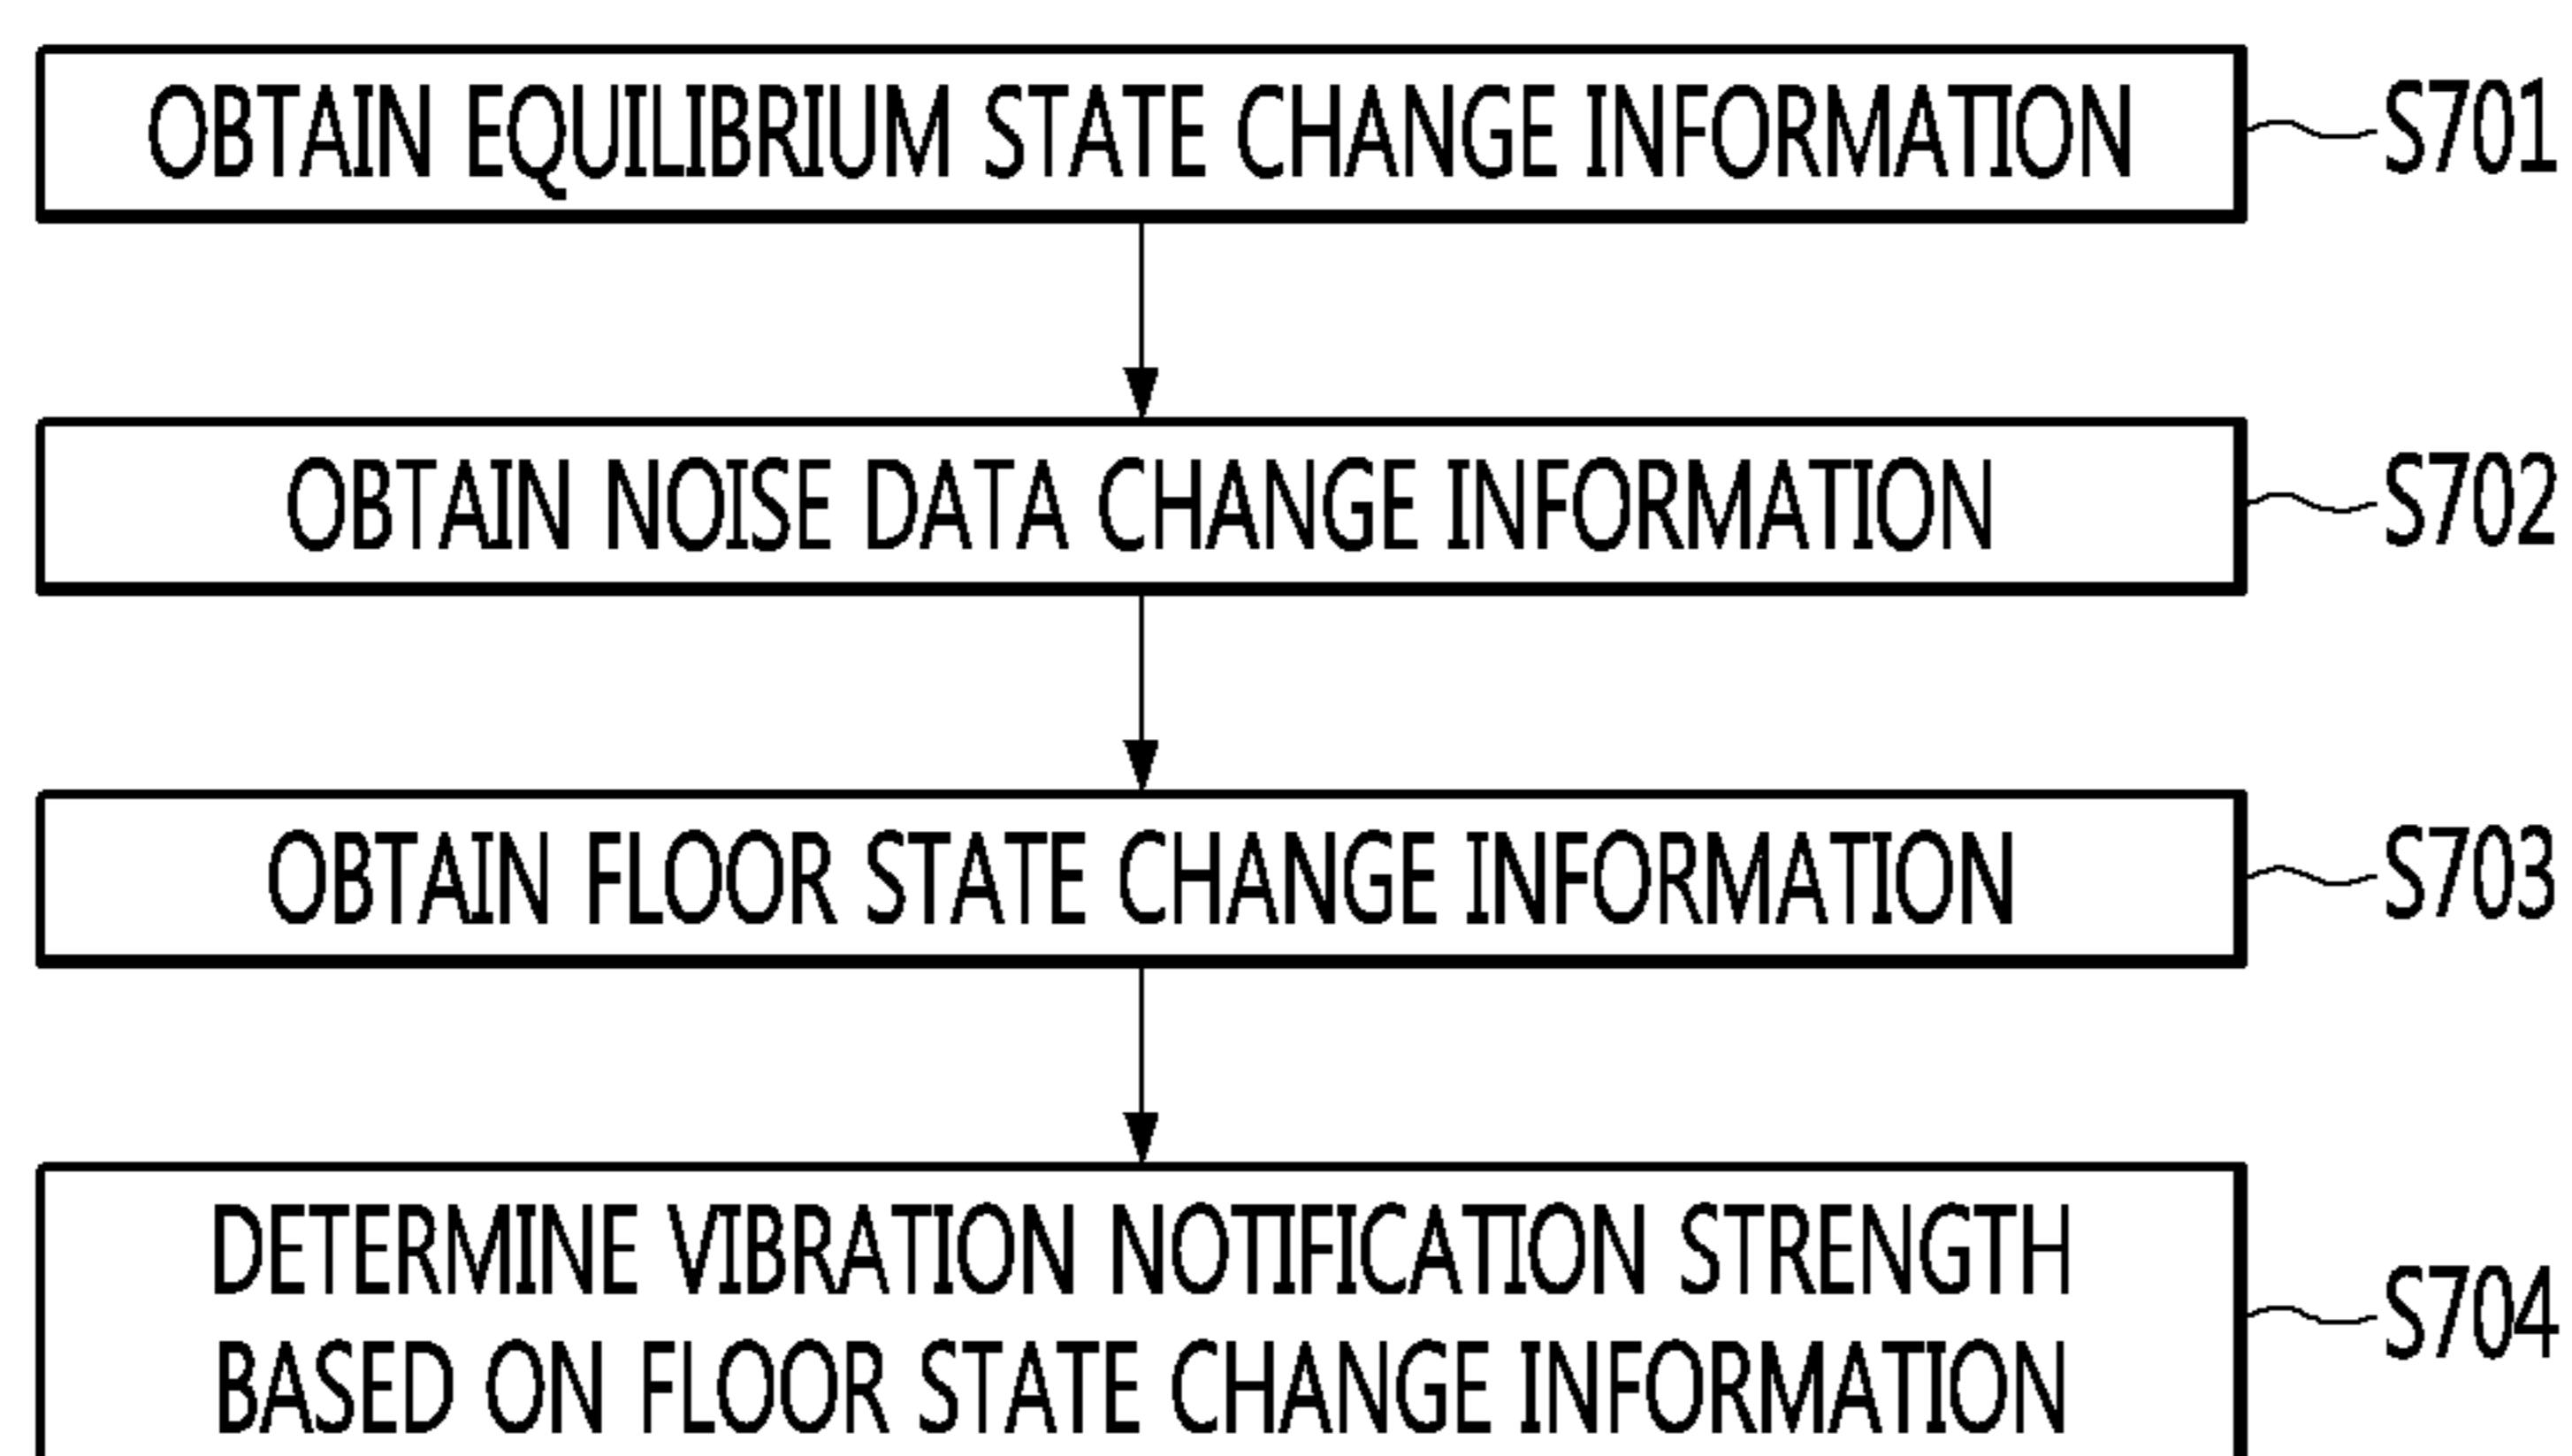 OBTAIN EQUILIBRIUM STATE CHANGE INFORMATION
S701
OBTAIN NOISE DATA CHANGE INFORMATION
S702
OBTAIN FLOOR STATE CHANGE INFORMATION
S703
DETERMINE VIBRATION NOTIFICATION STRENGTH
BASED ON FLOOR STATE CHANGE INFORMATION
S704